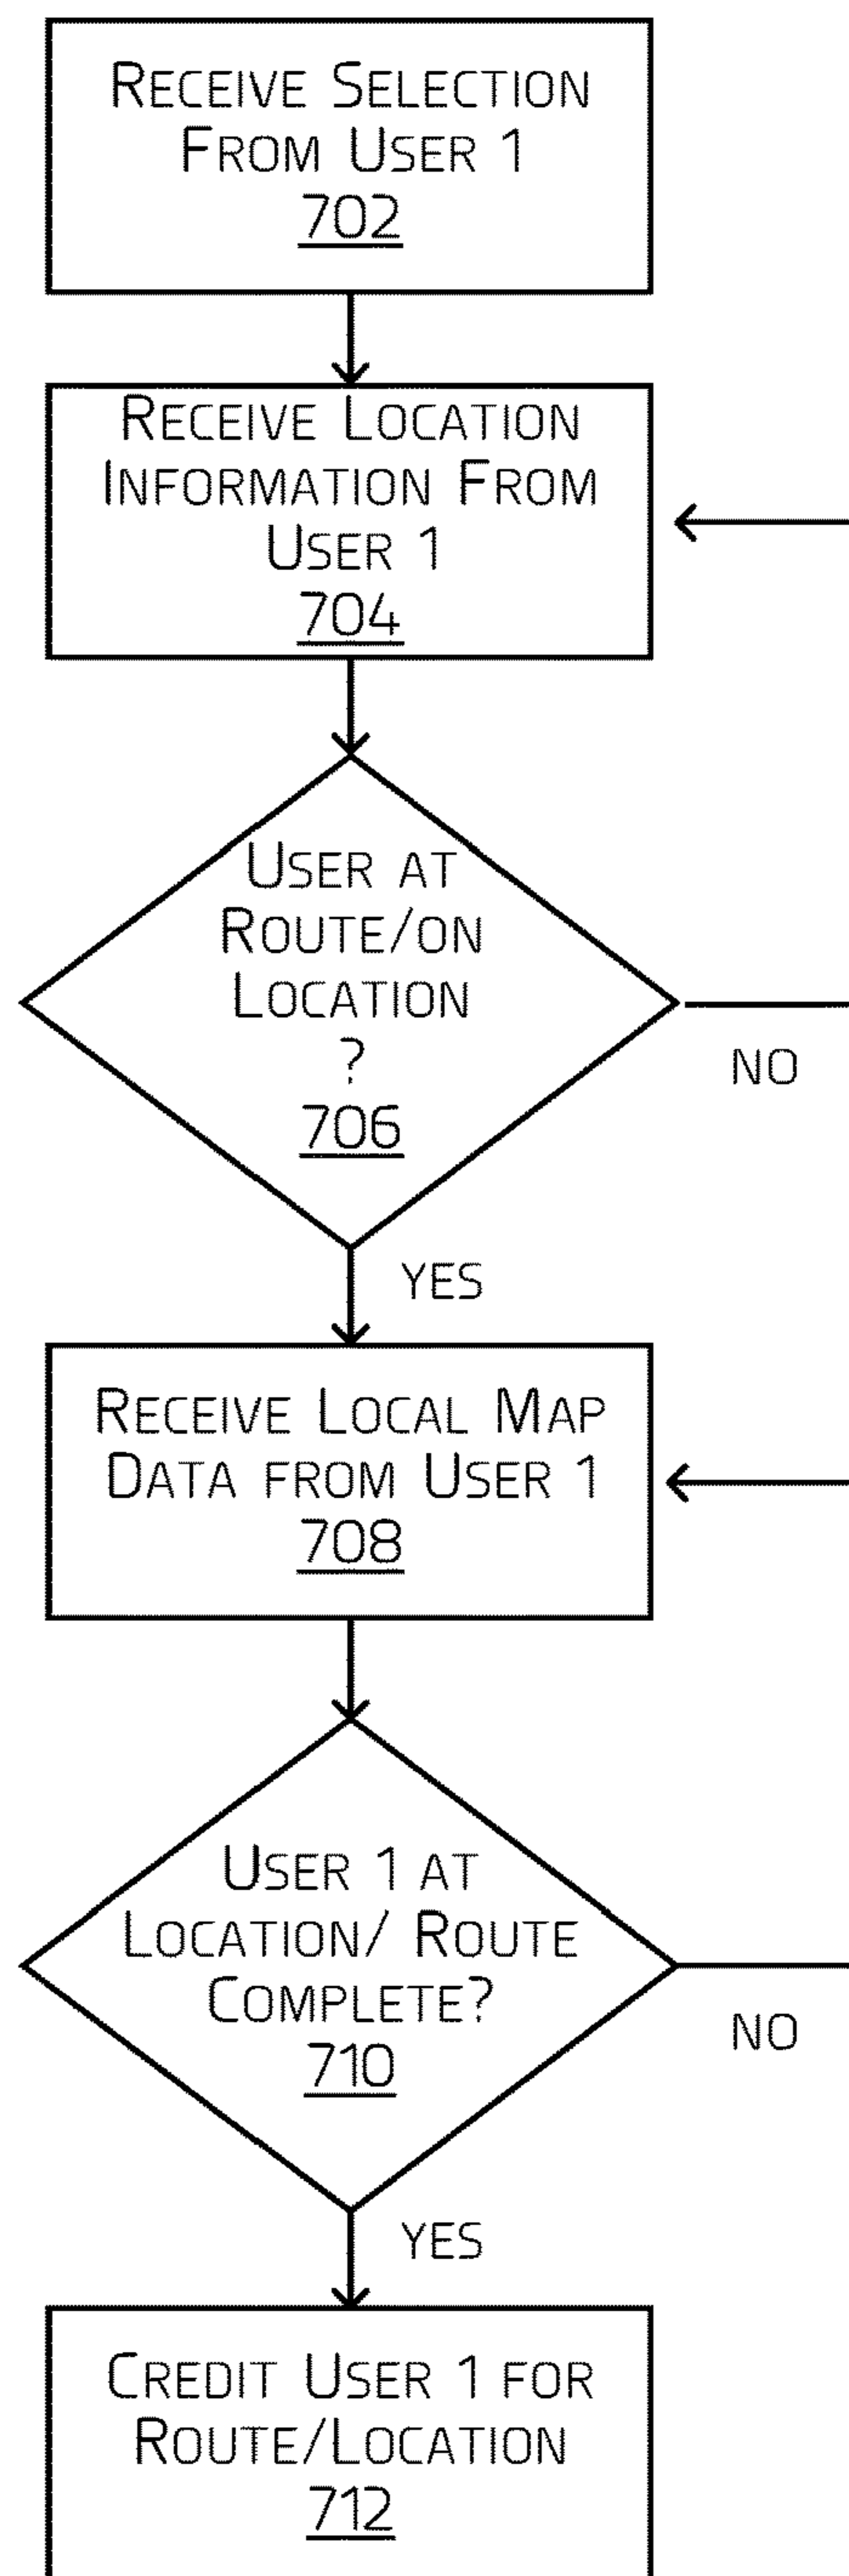 RECEIVE SELECTION
FROM USER 1
702
RECEIVE LOCATION
INFORMATION FROM
USER 1
704
USER AT
ROUTE/ON
LOCATION
?
706
NO
YES
RECEIVE LOCAL MAP
DATA FROM USER 1
708
USER 1 AT
LOCATION/ ROUTE
COMPLETE?
710
NO
YES
CREDIT USER 1 FOR
ROUTE/LOCATION
712